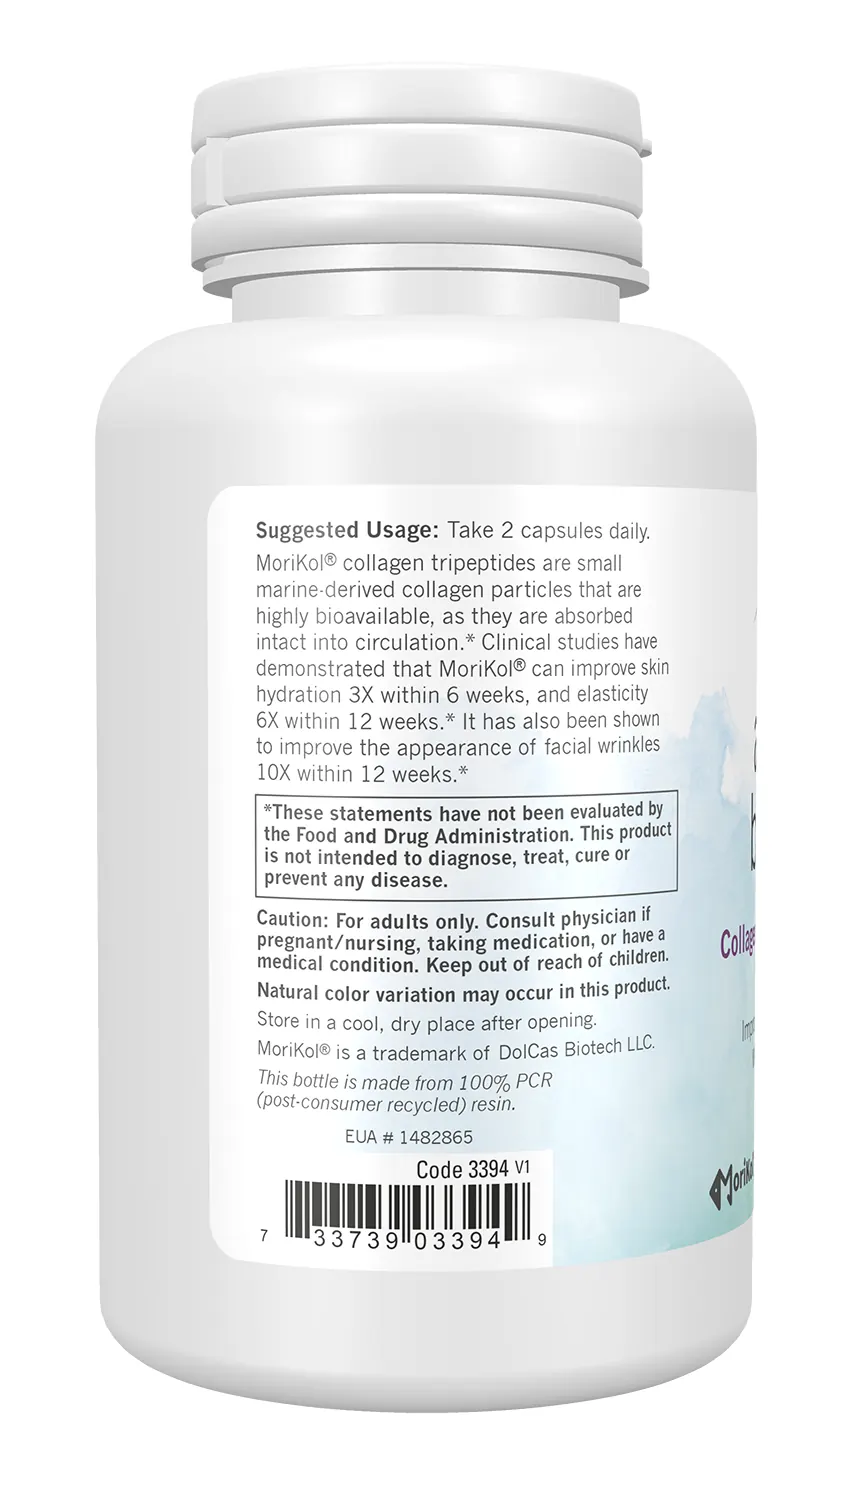 Suggested Usage: Take 2 capsules daily.
MoriKol® collagen tripeptides are small
marine-derived collagen particles that are
highly bioavailable, as they are absorbed
intact into circulation.* Clinical studies have
demonstrated that MoriKol® can improve skin
hydration 3X within 6 weeks, and elasticity
6X within 12 weeks.* It has also been shown
to improve the appearance of facial wrinkles
10X within 12 weeks.*
*These statements have not been evaluated by
the Food and Drug Administration. This product
is not intended to diagnose, treat, cure or
prevent any disease.
Caution: For adults only. Consult physician if
pregnant/nursing, taking medication, or have a
medical condition. Keep out of reach of children.
Natural color variation may occur in this product.
Store in a cool, dry place after opening.
MoriKol® is a trademark of DolCas Biotech LLC.
This bottle is made from 100% PCR
(post-consumer recycled) resin.
EUA # 1482865
Code 3394 V1
7 33739 03394 9
MoriKol